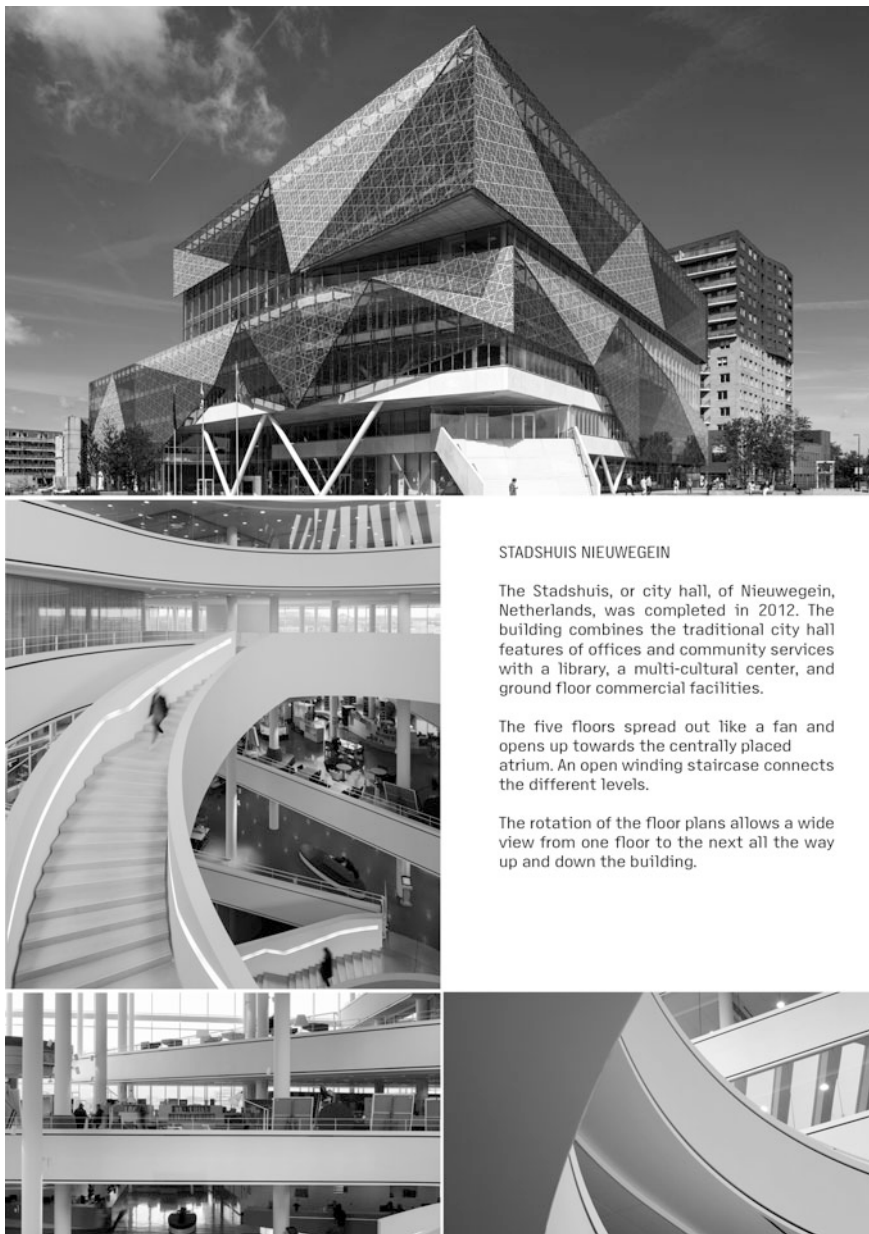 STADSHUIS NIEUWEGEIN
The Stadshuis, or city hall, of Nieuwegein,
Netherlands, was completed in 2012. The
building combines the traditional city hall
features of offices and community services
with a library, a multi-cultural center, and
ground floor commercial facilities.
The five floors spread out like a fan and
opens up towards the centrally placed
atrium. An open winding staircase connects
the different levels.
The rotation of the floor plans allows a wide
view from one floor to the next all the way
up and down the building.